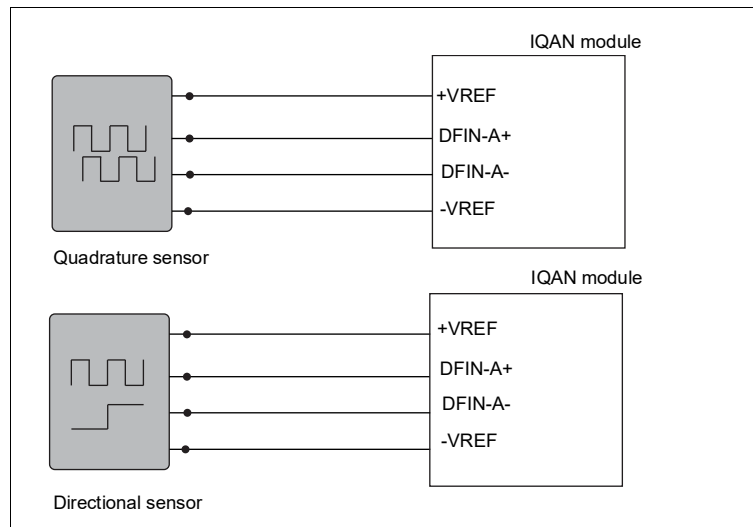 IQAN module
+VREF
DFIN-A+
DFIN-A-
-VREF
Quadrature sensor
IQAN module
+VREF
DFIN-A+
DFIN-A-
-VREF
Directional sensor